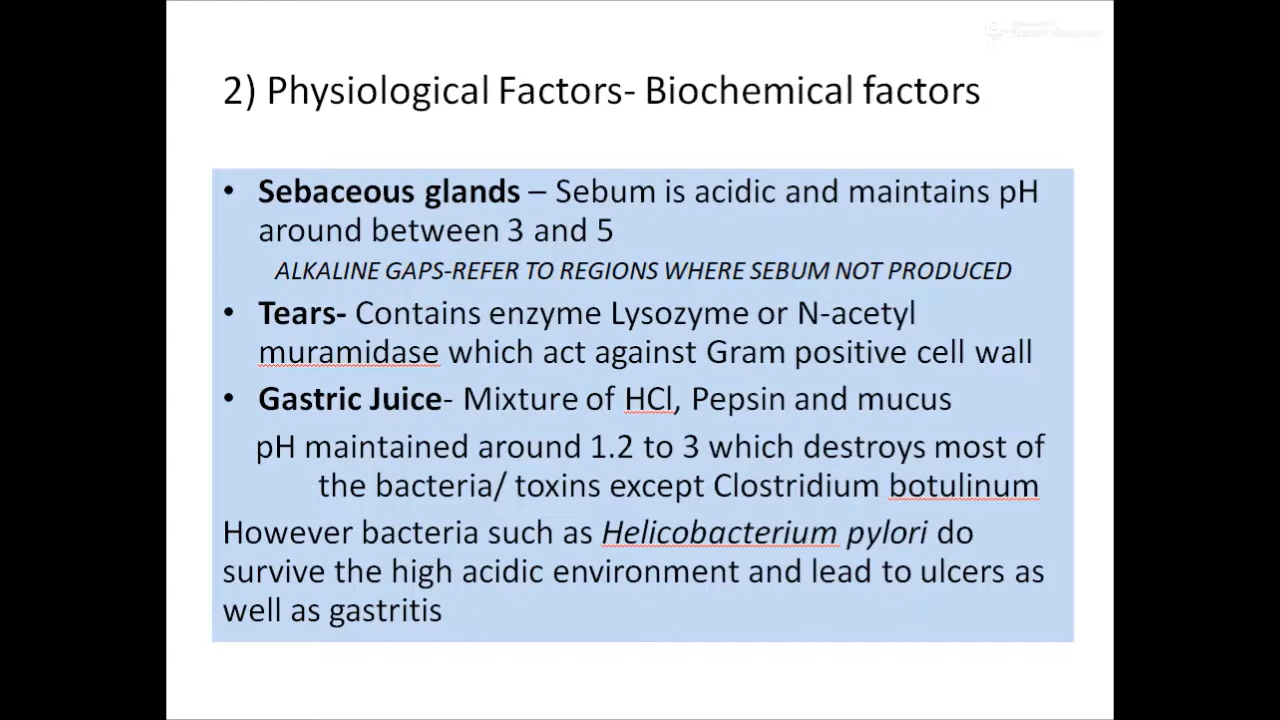 2) Physiological Factors- Biochemical factors
• Sebaceous glands – Sebum is acidic and maintains pH
around between 3 and 5
ALKALINE GAPS-REFER TO REGIONS WHERE SEBUM NOT PRODUCED
• Tears- Contains enzyme Lysozyme or N-acetyl
muramidase which act against Gram positive cell wall
• Gastric Juice- Mixture of HCl, Pepsin and mucus
pH maintained around 1.2 to 3 which destroys most of
the bacteria/ toxins except Clostridium botulinum
However bacteria such as Helicobacterium pylori do
survive the high acidic environment and lead to ulcers as
well as gastritis